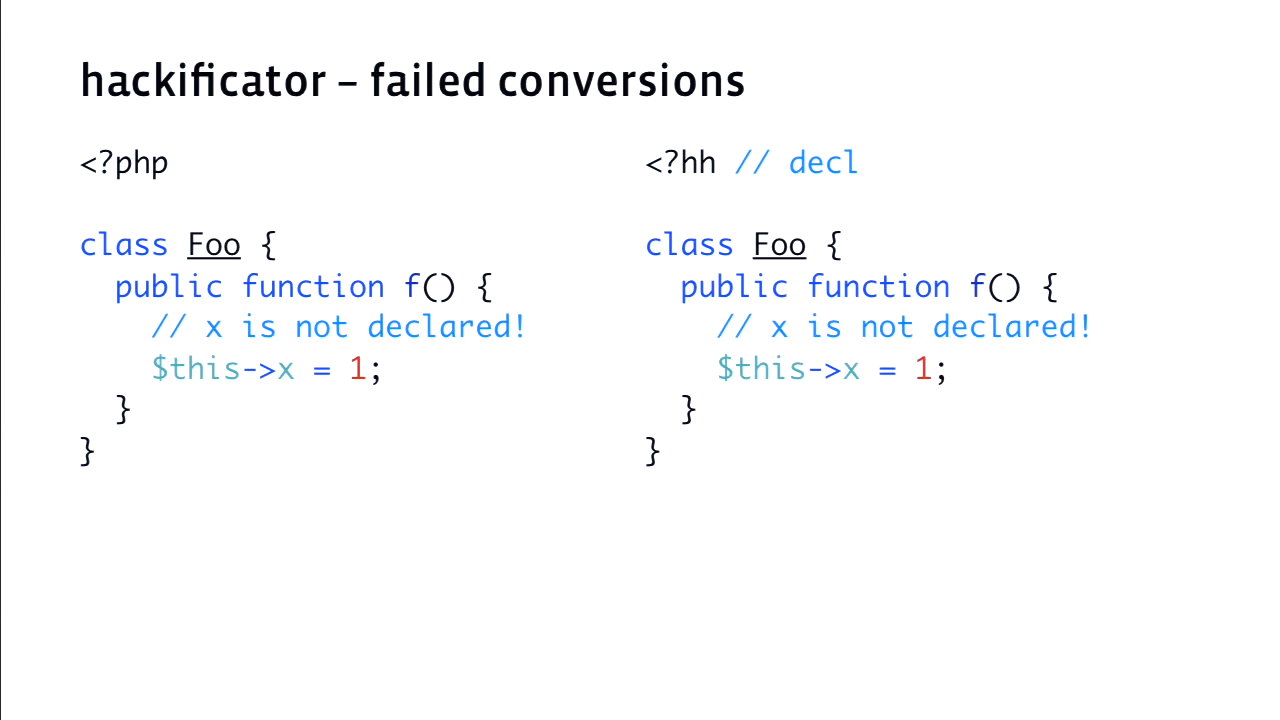 hackificator – failed conversions
<?php
class Foo {
public function f() {
// x is not declared!
$this->x = 1;
}
}
<?hh // decl
class Foo {
public function f() {
// x is not declared!
$this->x = 1;
}
}